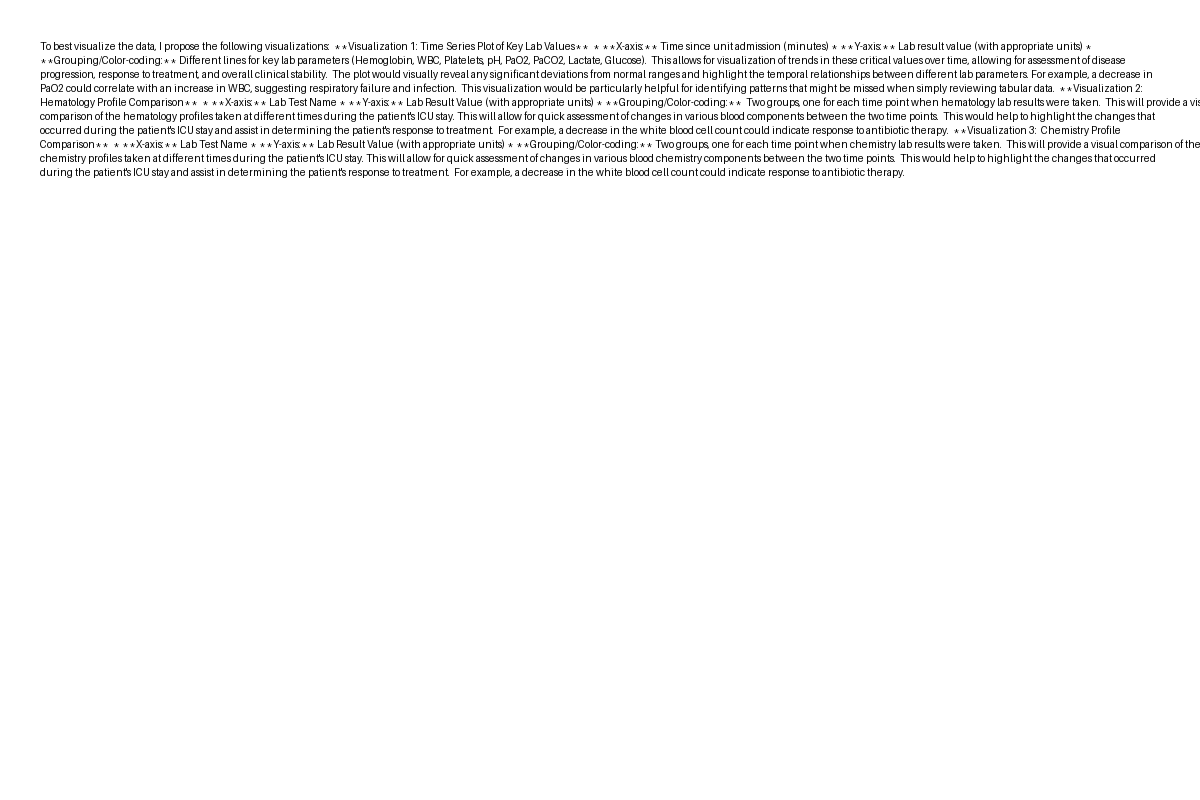 To best visualize the data, I propose the following visualizations:  **Visualization 1: Time Series Plot of Key Lab Values**  * **X-axis:** Time since unit admission (minutes) * **Y-axis:** Lab result value (with appropriate units) *
**Grouping/Color-coding:** Different lines for key lab parameters (Hemoglobin, WBC, Platelets, pH, PaO2, PaCO2, Lactate, Glucose).  This allows for visualization of trends in these critical values over time, allowing for assessment of disease
progression, response to treatment, and overall clinical stability.  The plot would visually reveal any significant deviations from normal ranges and highlight the temporal relationships between different lab parameters. For example, a decrease in
PaO2 could correlate with an increase in WBC, suggesting respiratory failure and infection.  This visualization would be particularly helpful for identifying patterns that might be missed when simply reviewing tabular data.  **Visualization 2:
Hematology Profile Comparison**  * **X-axis:** Lab Test Name * **Y-axis:** Lab Result Value (with appropriate units) * **Grouping/Color-coding:**  Two groups, one for each time point when hematology lab results were taken.  This will provide a
comparison of the hematology profiles taken at different times during the patient's ICU stay. This will allow for quick assessment of changes in various blood components between the two time points.  This would help to highlight the changes that
occurred during the patient's ICU stay and assist in determining the patient's response to treatment.  For example, a decrease in the white blood cell count could indicate response to antibiotic therapy.  **Visualization 3:  Chemistry Profile
Comparison**  * **X-axis:** Lab Test Name * **Y-axis:** Lab Result Value (with appropriate units) * **Grouping/Color-coding:** Two groups, one for each time point when chemistry lab results were taken.  This will provide a visual comparison of the
chemistry profiles taken at different times during the patient's ICU stay. This will allow for quick assessment of changes in various blood chemistry components between the two time points.  This would help to highlight the changes that occurred
during the patient's ICU stay and assist in determining the patient's response to treatment.  For example, a decrease in the white blood cell count could indicate response to antibiotic therapy.